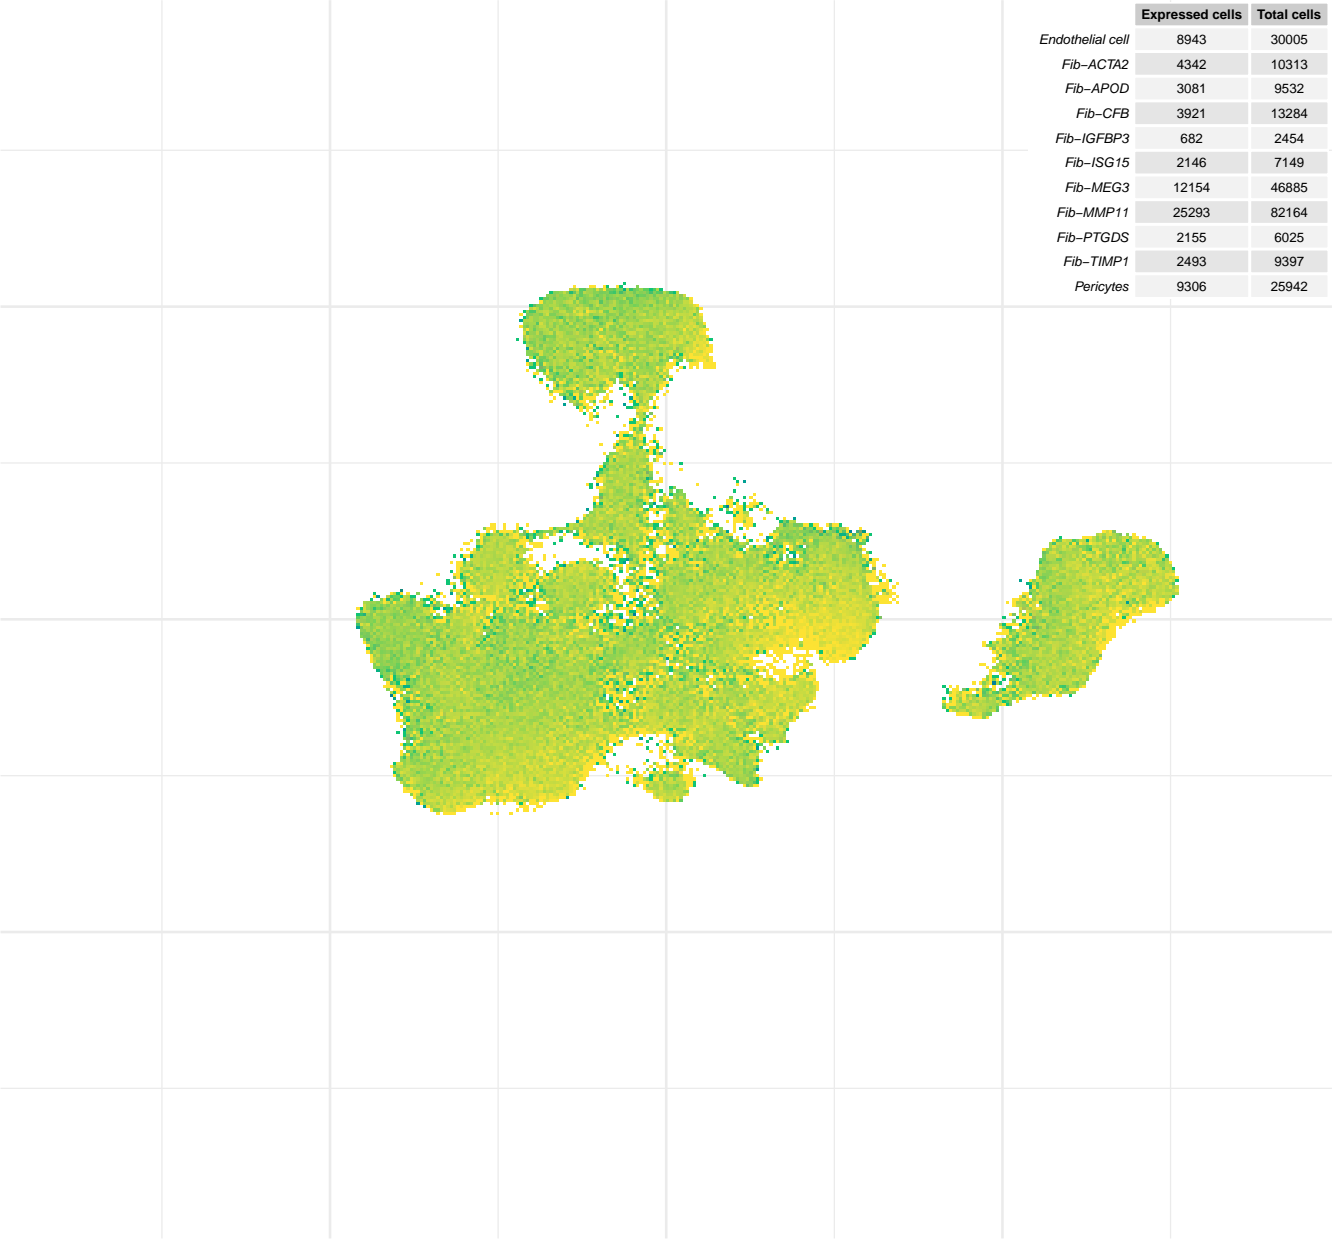 Expressed cells Total cells
Endothelial cell 8943 30005
Fib−ACTA2 4342 10313
Fib−APOD 3081 9532
Fib−CFB 3921 13284
Fib−IGFBP3 682 2454
Fib−ISG15 2146 7149
Fib−MEG3 12154 46885
Fib−MMP11 25293 82164
Fib−PTGDS 2155 6025
Fib−TIMP1 2493 9397
Pericytes 9306 25942